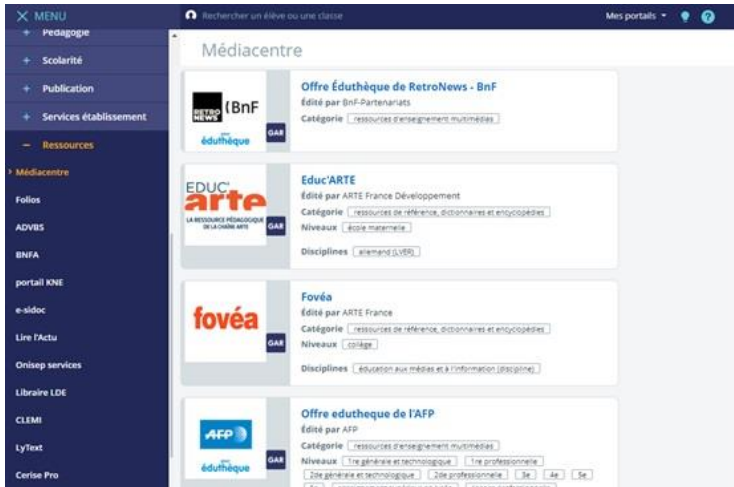 MENU
Rechercher un élève ou une classe
Mes portails
?
+ Pédagogie
+ Scolarité
+ Publication
+ Services établissement
− Ressources
Médiacentre
Folios
ADVBS
BNFA
portail KNE
e-sidoc
Lire l'Actu
Onisep services
Libraire LDE
CLEMI
LyText
Cerise Pro
Médiacentre
RETRO NEWS (BnF
éduthèque
GAR
Offre Éduthèque de RetroNews - BnF
Édité par BnF-Partenariats
Catégorie ressources d'enseignement multimédias
EDUC'
arte
LA RESSOURCE PÉDAGOGIQUE
DE LA CHAÎNE ARTE
GAR
Educ'ARTE
Édité par ARTE France Développement
Catégorie ressources de référence, dictionnaires et encyclopédies
Niveaux école maternelle
Disciplines allemand (LVER)
fovéa
GAR
Fovéa
Édité par ARTE France
Catégorie ressources de référence, dictionnaires et encyclopédies
Niveaux collège
Disciplines éducation aux médias et à l'information (discipline)
AFP
éduthèque
GAR
Offre edutheque de l'AFP
Édité par AFP
Catégorie ressources d'enseignement multimédias
Niveaux 1re générale et technologique 1re professionnelle
2de générale et technologique 2de professionnelle 3e 4e 5e